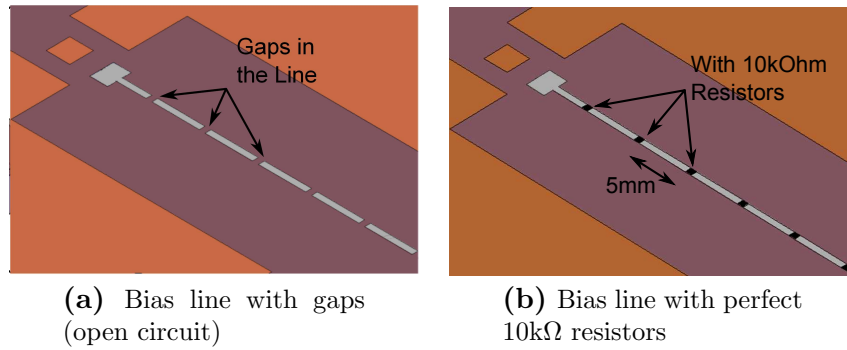 Gaps in
the Line
With 10kOhm
Resistors
5mm
(a) Bias line with gaps
(open circuit)
(b) Bias line with perfect
10kΩ resistors